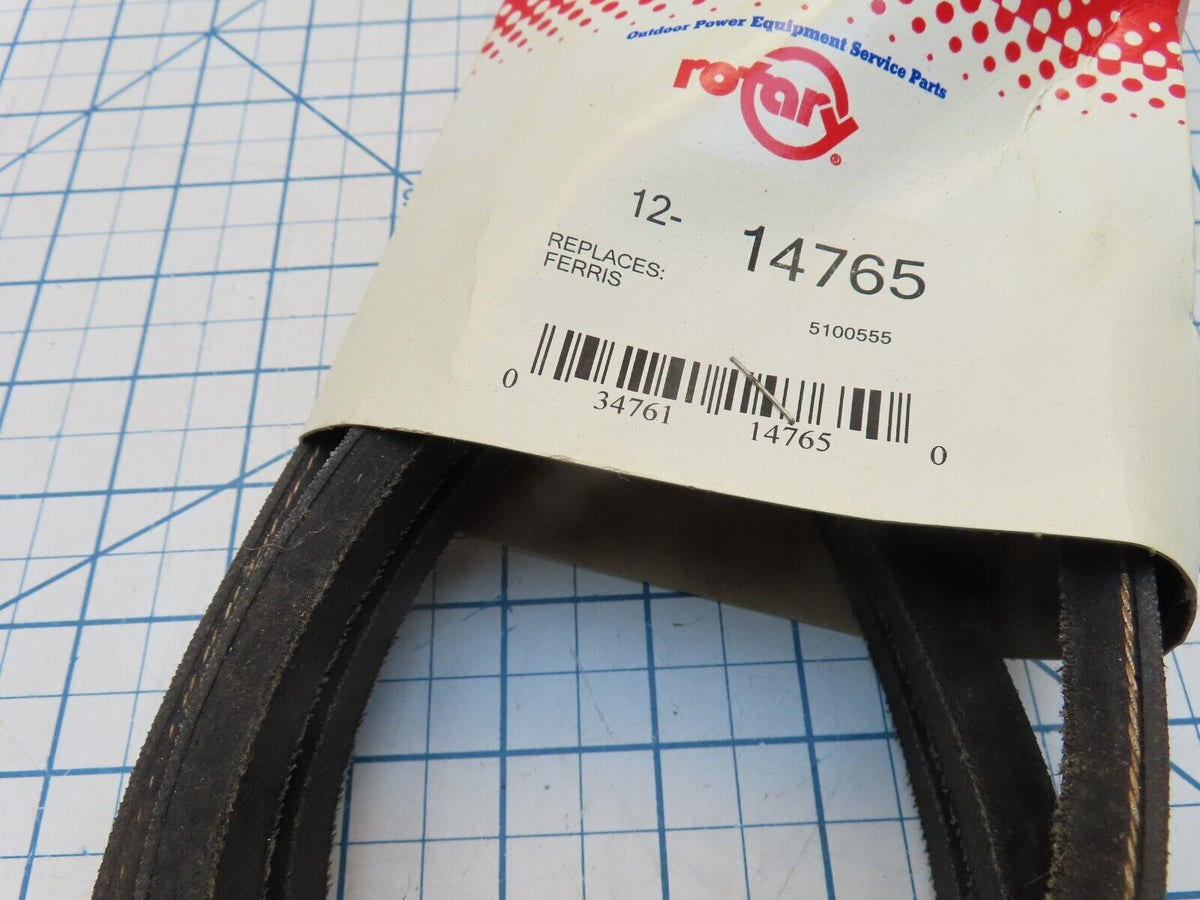 Outdoor Power Equipment Service Parts
rotary®
12- 14765
REPLACES:
FERRIS
5100555
0 34761 14765 0